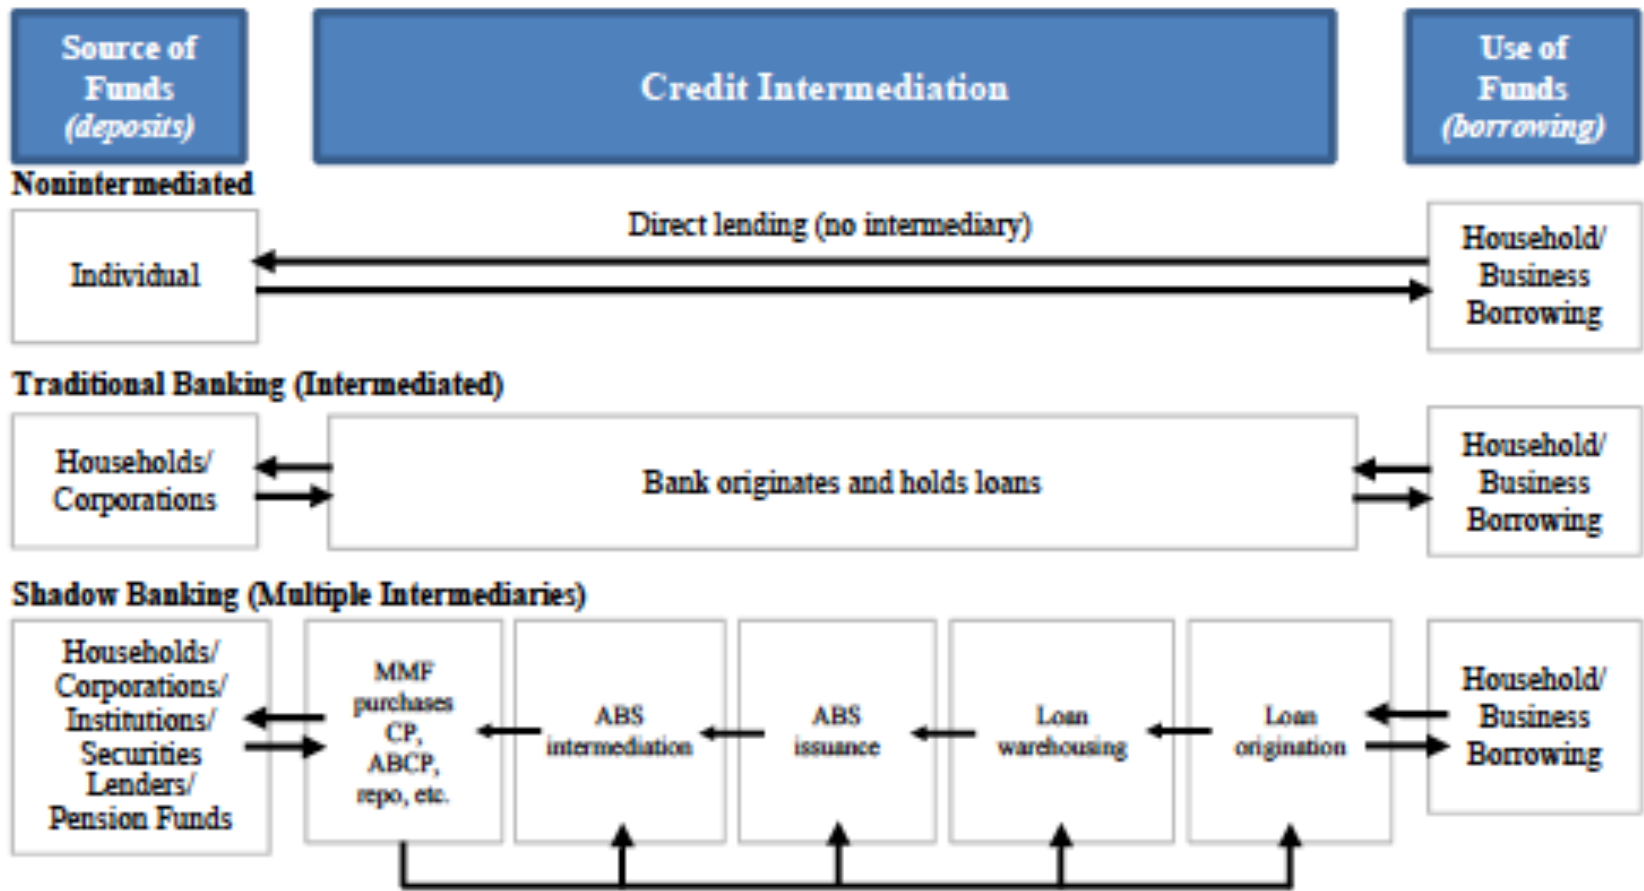 Source of
Funds
(deposits)
Credit Intermediation
Use of
Funds
(borrowing)
Nonintermediated
Individual
Direct lending (no intermediary)
Household/
Business
Borrowing
Traditional Banking (Intermediated)
Households/
Corporations
Bank originates and holds loans
Household/
Business
Borrowing
Shadow Banking (Multiple Intermediaries)
Households/
Corporations/
Institutions/
Securities
Lenders/
Pension Funds
MMF
purchases
CP,
ABCP,
repo, etc.
ABS
intermediation
ABS
issuance
Loan
warehousing
Loan
origination
Household/
Business
Borrowing